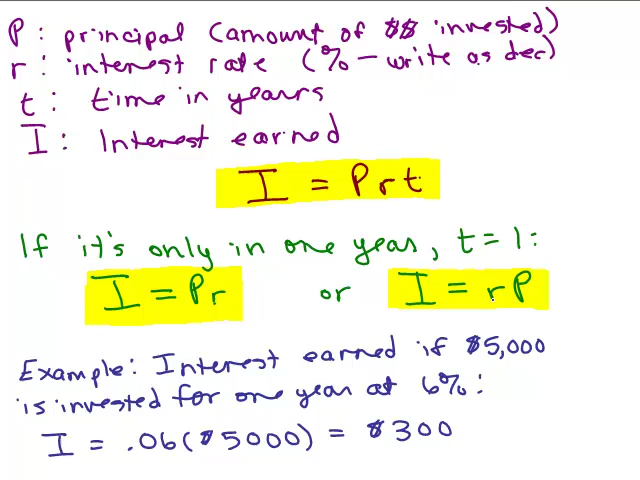 P: principal (amount of $$ invested)
r: interest rate (% - write as dec)
t: time in years
I: Interest earned
I = Prt
If it's only in one year, t = 1:
I = Pr or I = rP
Example: Interest earned if $5,000
is invested for one year at 6%:
I = .06($5000) = $300